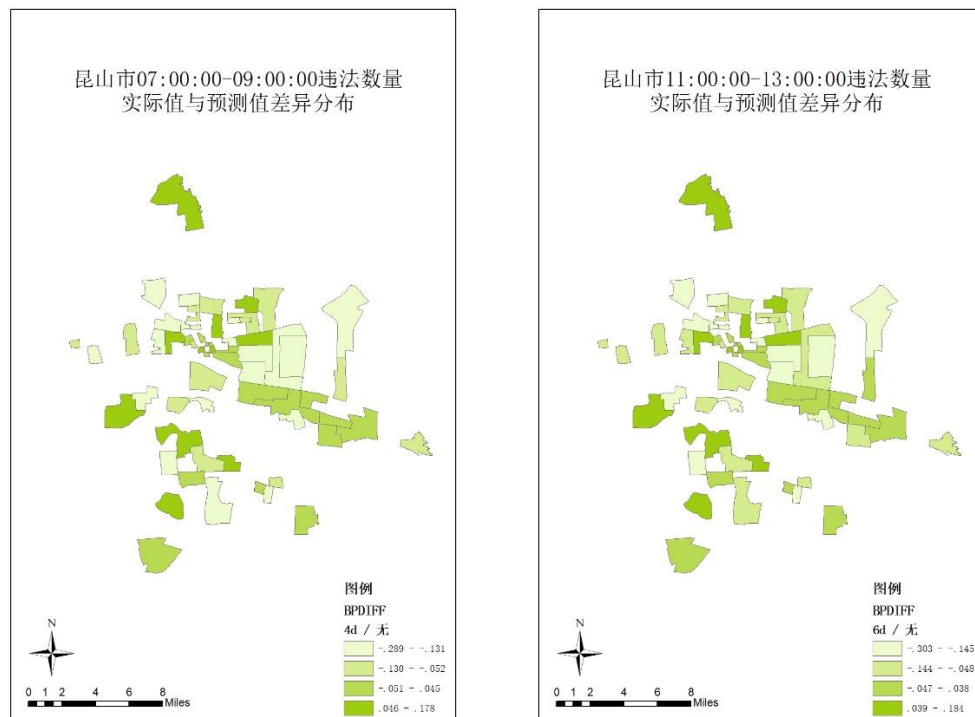 昆山市07:00:00-09:00:00违法数量
实际值与预测值差异分布
图例
BPDIFF
4d / 无
-.289 - -.131
-.130 - -.052
-.051 - .045
.046 - .178
N
0 1 2 4 6 8
Miles
昆山市11:00:00-13:00:00违法数量
实际值与预测值差异分布
图例
BPDIFF
6d / 无
-.303 - -.145
-.144 - -.048
-.047 - .038
.039 - .184
N
0 1 2 4 6 8
Miles